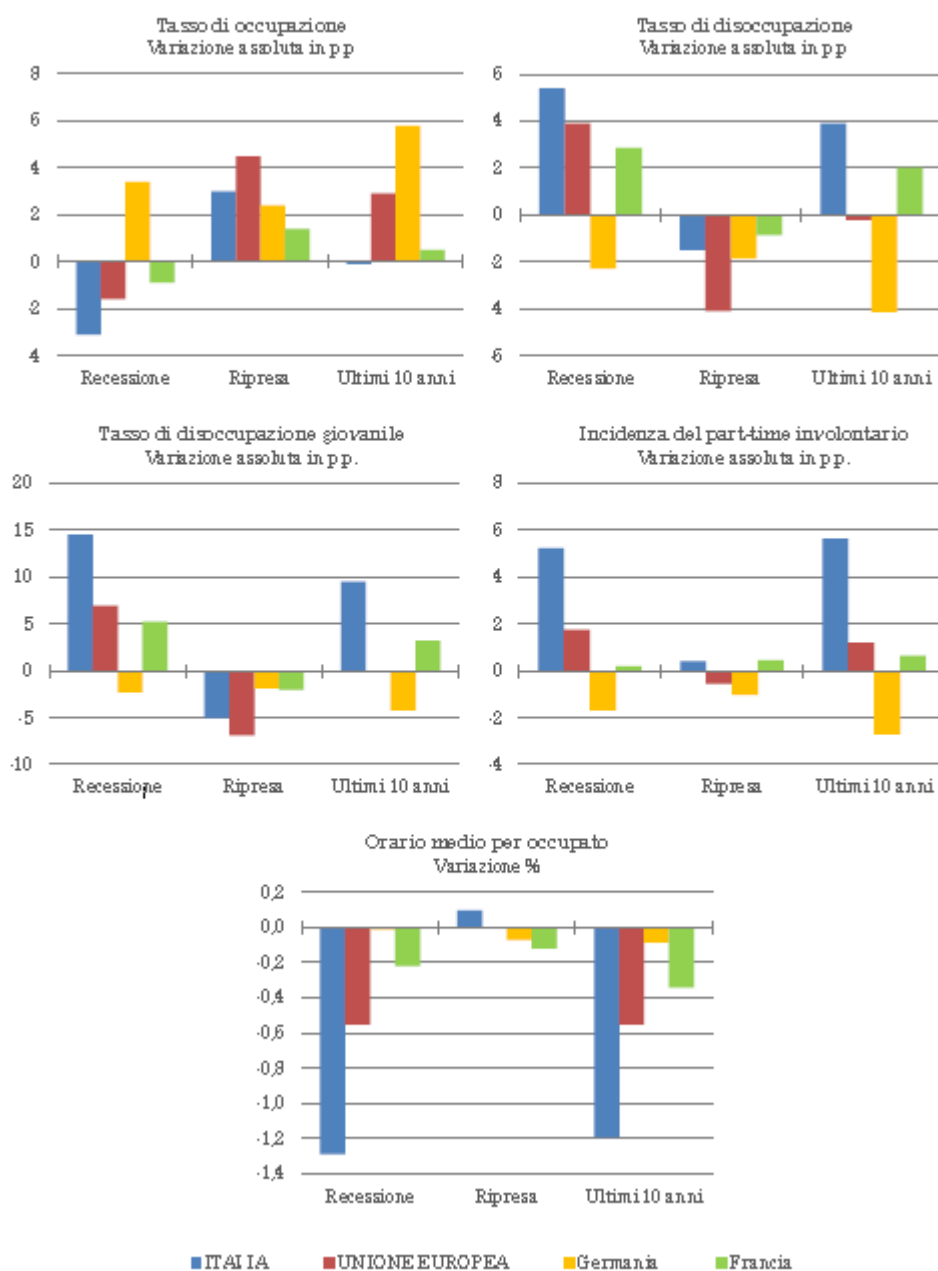 Tasso di occupazione
Variazione assoluta in pp
8
6
4
2
0
2
4
Recessione Ripresa Ultimi 10 anni
Tasso di disoccupazione
Variazione assoluta in pp
6
4
2
0
-2
4
-6
Recessione Ripresa Ultimi 10 anni
Tasso di disoccupazione giovanile
Variazione assoluta in pp.
20
15
10
5
0
-5
-10
Recessione Ripresa Ultimi 10 anni
Incidenza del part-time involontario
Variazione assoluta in pp.
8
6
4
2
0
-2
-4
Recessione Ripresa Ultimi 10 anni
Orario medio per occupato
Variazione %
0,2
0,0
-0,2
-0,4
-0,6
-0,8
-1,0
-1,2
-1,4
Recessione Ripresa Ultimi 10 anni
ITALIA UNIONE EUROPEA Germania Francia